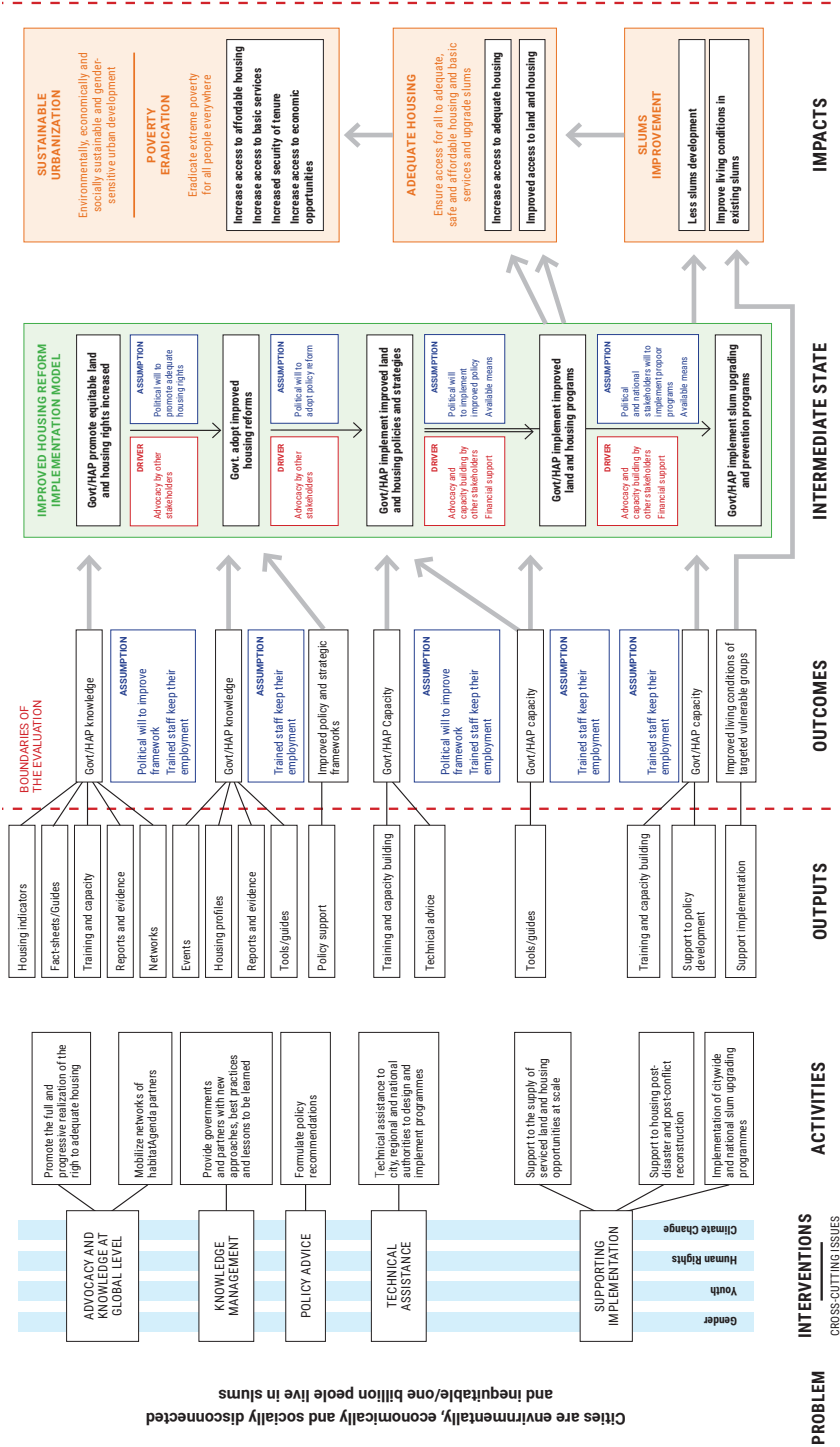 PROBLEM
Cities are envirmentally, economically and socially disconnected
and inequitable/one billion peole live in slums
INTERVENTIONS
CROSS-CUTTING ISSUES
Gender
Youth
Human Rights
Climate Change
ADVOCACY AND
KNOWLEDGE AT
GLOBAL LEVEL
KNOWLEDGE
MANAGEMENT
POLICY ADVICE
TECHNICAL
ASSISTANCE
SUPPORTING
IMPLEMENTATION
ACTIVITIES
Promote the full and
progressive realization of the
righ to adequate housing
Mobilize networks of
habitatAgenda partners
Provide governments
and partners with new
approaches, best practices
and lessons to be learned
Formulate policy
recommendations
Technical assistance to
city, regional and national
authorities to design and
implement programmes
Support to the supply of
serviced land and housing
opportunities at scale
Support to housing post-
disaster and post-conflict
reconstruction
Implementation of citywide
and national slum upgrading
programmes
OUTPUTS
Housing indicators
Fact-sheets/Guides
Training and capacity
Reports and evidence
Networks
Events
Housing profiles
Reports and evidence
Tools/guides
Policy support
Training and capacity building
Technical advice
Tools/guides
Training and capacity building
Support to policy
development
Support implementation
BOUNDARIES OF
THE EVALUATION
OUTCOMES
Govt/HAP knowledge
ASSUMPTION
Political will to improve
framework
Trained staff keep their
employment
Govt/HAP knowledge
ASSUMPTION
Trained staff keep their
employment
Improved policy and strategic
frameworks
Govt/HAP Capacity
ASSUMPTION
Political will to improve
framework
Trained staff keep their
employment
Govt/HAP capacity
ASSUMPTION
Trained staff keep their
employment
ASSUMPTION
Trained staff keep their
employment
Govt/HAP capacity
Improved living conditions of
targeted vulnerable groups
INTERMEDIATE STATE
IMPROVED HOUSING REFORM
IMPLEMENTATION MODEL
Govt/HAP promote equitable land
and housing rights increased
DRIVER
Advocacy by other
stakeholders
ASSUMPTION
Political will to
promote adequate
housing rights
Govt. adopt improved
housing reforms
DRIVER
Advocacy by other
stakeholders
ASSUMPTION
Political will to
adopt policy reform
Govt/HAP implement improved land
and housing policies and strategies
DRIVER
Advocacy and
capacity building by
other stakeholders
Financial support
ASSUMPTION
Political will
to implement
improved policy
Available means
Govt/HAP implement improved
land and housing programs
DRIVER
Advocacy and
capacity building by
other stakeholders
Financial support
ASSUMPTION
Political
and national
stakeholders will to
implement propoor
programs
Available means
Govt/HAP implement slum upgrading
and prevention programs
IMPACTS
SUSTAINABLE
URBANIZATION
Environmentally, economically and
socially sustainable and gender-
sensitive urban development
POVERTY
ERADICATION
Eradicate extreme poverty
for all people everywhere
Increase access to affordable housing
Increase access to basic services
Increased security of tenure
Increase access to economic
opportunities
ADEQUATE HOUSING
Ensure access for all to adequate,
safe and affordable housing and basic
services and upgrade slums
Increase access to adequate housing
Improved access to land and housing
SLUMS
IMPROVEMENT
Less slums development
Improve living conditions in
existing slums